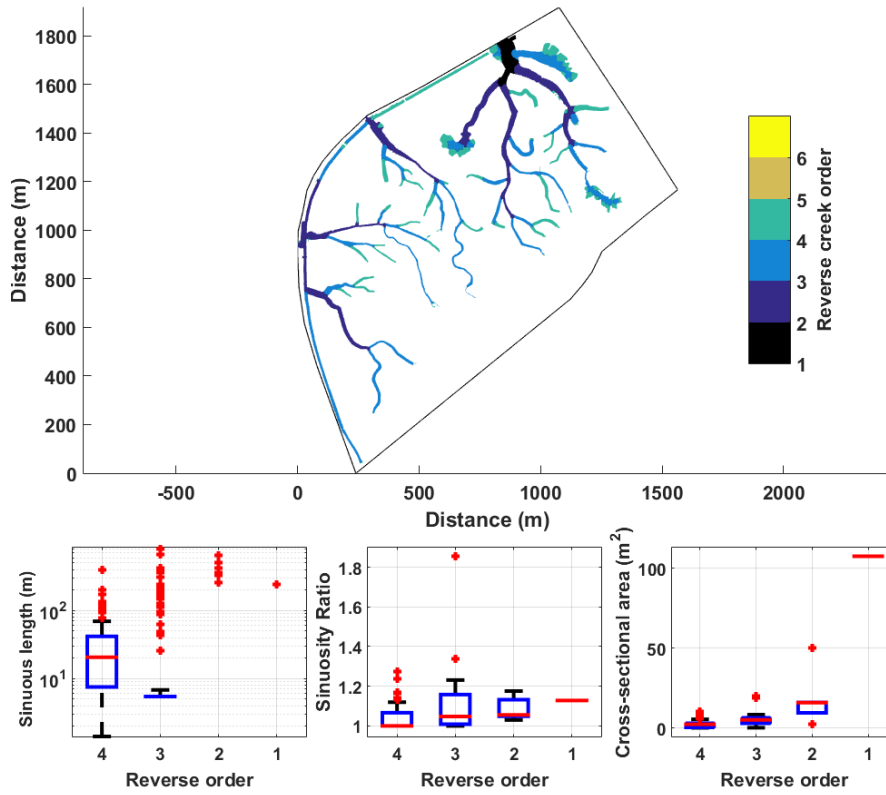 1800
1600
1400
1200
1000
800
600
400
200
0
Distance (m)
-500 0 500 1000 1500 2000
Distance (m)
6
5
4
3
2
1
Reverse creek order
10²
10¹
Sinuous length (m)
4 3 2 1
Reverse order
1.8
1.6
1.4
1.2
1
Sinuosity Ratio
4 3 2 1
Reverse order
100
50
0
Cross-sectional area (m²)
4 3 2 1
Reverse order